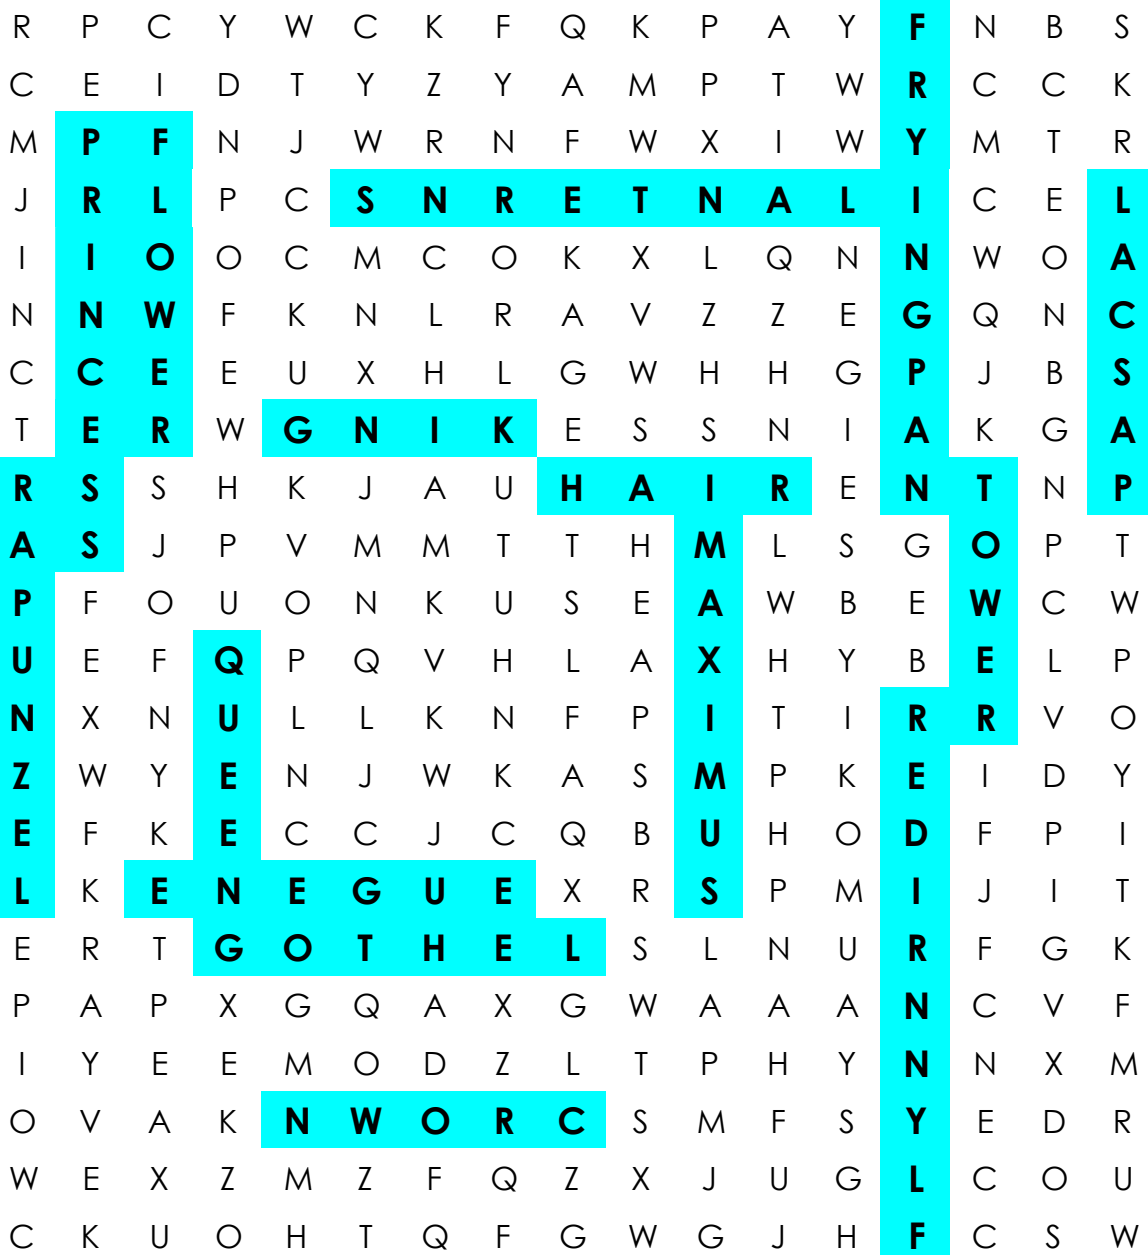 R P C Y W C K F Q K P A Y F N B S
C E I D T Y Z Y A M P T W R C C K
M P F N J W R N F W X I W Y M T R
J R L P C S N R E T N A L I C E L
I I O O C M C O K X L Q N N W O A
N N W F K N L R A V Z Z E G Q N C
C C E E U X H L G W H H G P J B S
T E R W G N I K E S S N I A K G A
R S S H K J A U H A I R E N T N P
A S J P V M M T T H M L S G O P T
P F O U O N K U S E A W B E W C W
U E F Q P Q V H L A X H Y B E L P
N X N U L L K N F P I T I R R V O
Z W Y E N J W K A S M P K E I D Y
E F K E C C J C Q B U H O D F P I
L K E N E G U E X R S P M I J I T
E R T G O T H E L S L N U R F G K
P A P X G Q A X G W A A A N C V F
I Y E E M O D Z L T P H Y N N X M
O V A K N W O R C S M F S Y E D R
W E X Z M Z F Q Z X J U G L C O U
C K U O H T Q F G W G J H F C S W